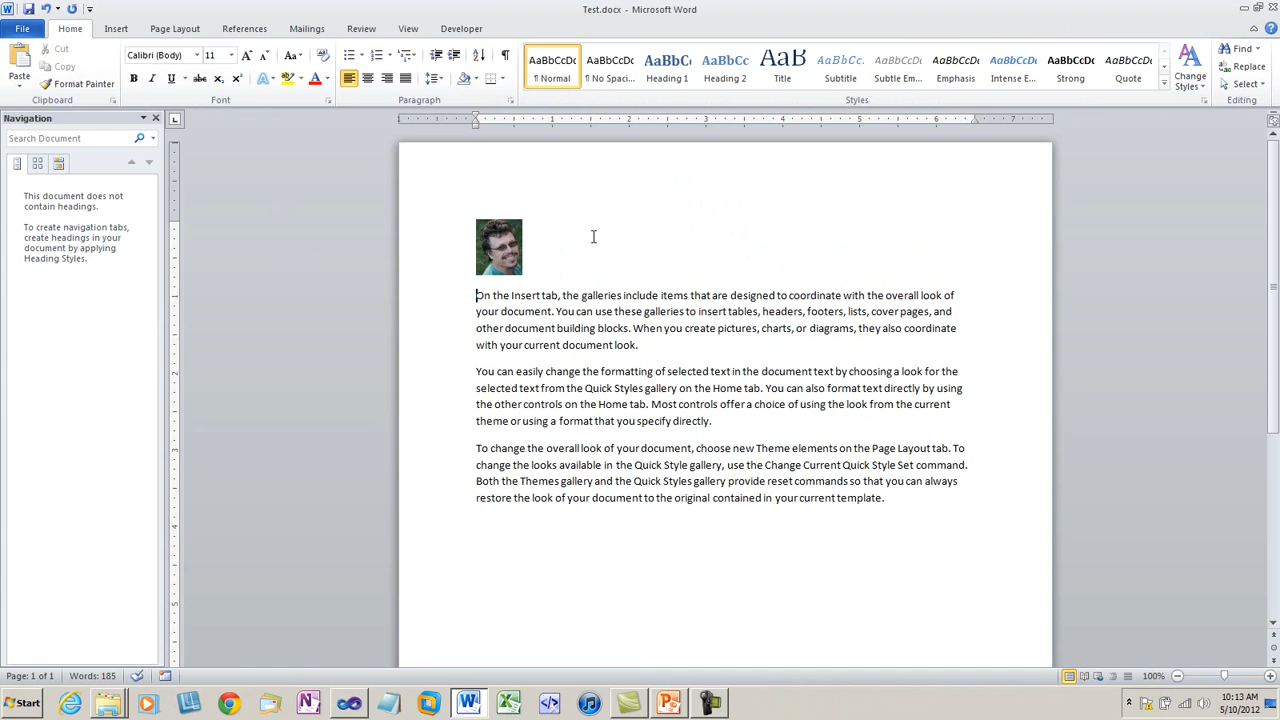 Test.docx - Microsoft Word
File Home Insert Page Layout References Mailings Review View Developer
Paste
Cut
Copy
Format Painter
Clipboard
Calibri (Body) 11
Font
Paragraph
AaBbCcDc AaBbCcDc AaBbC AaBbCc AaB AaBbCc. AaBbCcDc AaBbCcDc AaBbCcDc AaBbCcDc AaBbCcDc
¶ Normal ¶ No Spaci... Heading 1 Heading 2 Title Subtitle Subtle Em... Emphasis Intense E... Strong Quote
Styles
Change Styles
Find
Replace
Select
Editing
Navigation
Search Document
This document does not
contain headings.
To create navigation tabs,
create headings in your
document by applying
Heading Styles.
1 1 2 3 4 5 6 7
1
2
3
4
5
On the Insert tab, the galleries include items that are designed to coordinate with the overall look of
your document. You can use these galleries to insert tables, headers, footers, lists, cover pages, and
other document building blocks. When you create pictures, charts, or diagrams, they also coordinate
with your current document look.
You can easily change the formatting of selected text in the document text by choosing a look for the
selected text from the Quick Styles gallery on the Home tab. You can also format text directly by using
the other controls on the Home tab. Most controls offer a choice of using the look from the current
theme or using a format that you specify directly.
To change the overall look of your document, choose new Theme elements on the Page Layout tab. To
change the looks available in the Quick Style gallery, use the Change Current Quick Style Set command.
Both the Themes gallery and the Quick Styles gallery provide reset commands so that you can always
restore the look of your document to the original contained in your current template.
Page: 1 of 1 Words: 185
100%
Start
10:13 AM
5/10/2012